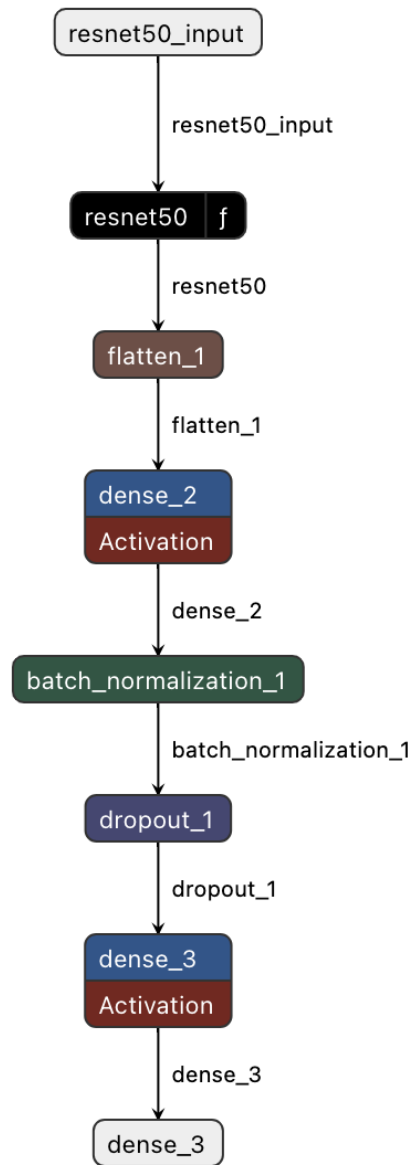 resnet50_input
resnet50_input
resnet50 ƒ
resnet50
flatten_1
flatten_1
dense_2
Activation
dense_2
batch_normalization_1
batch_normalization_1
dropout_1
dropout_1
dense_3
Activation
dense_3
dense_3